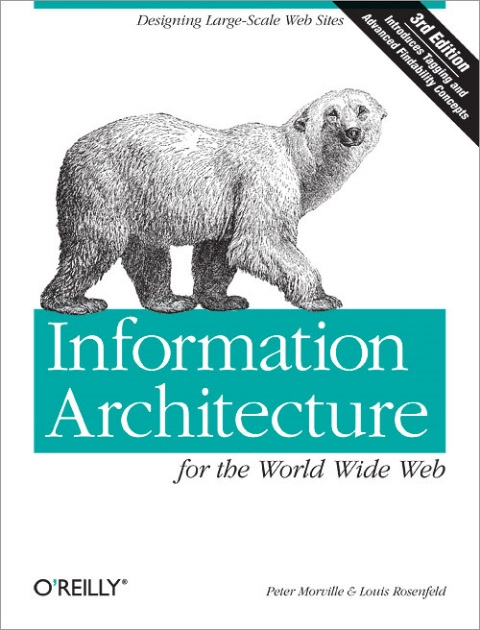 Designing Large-Scale Web Sites
3rd Edition
Introduces Tagging and
Advanced Findability Concepts
Information
Architecture
for the World Wide Web
O'REILLY®
Peter Morville & Louis Rosenfeld